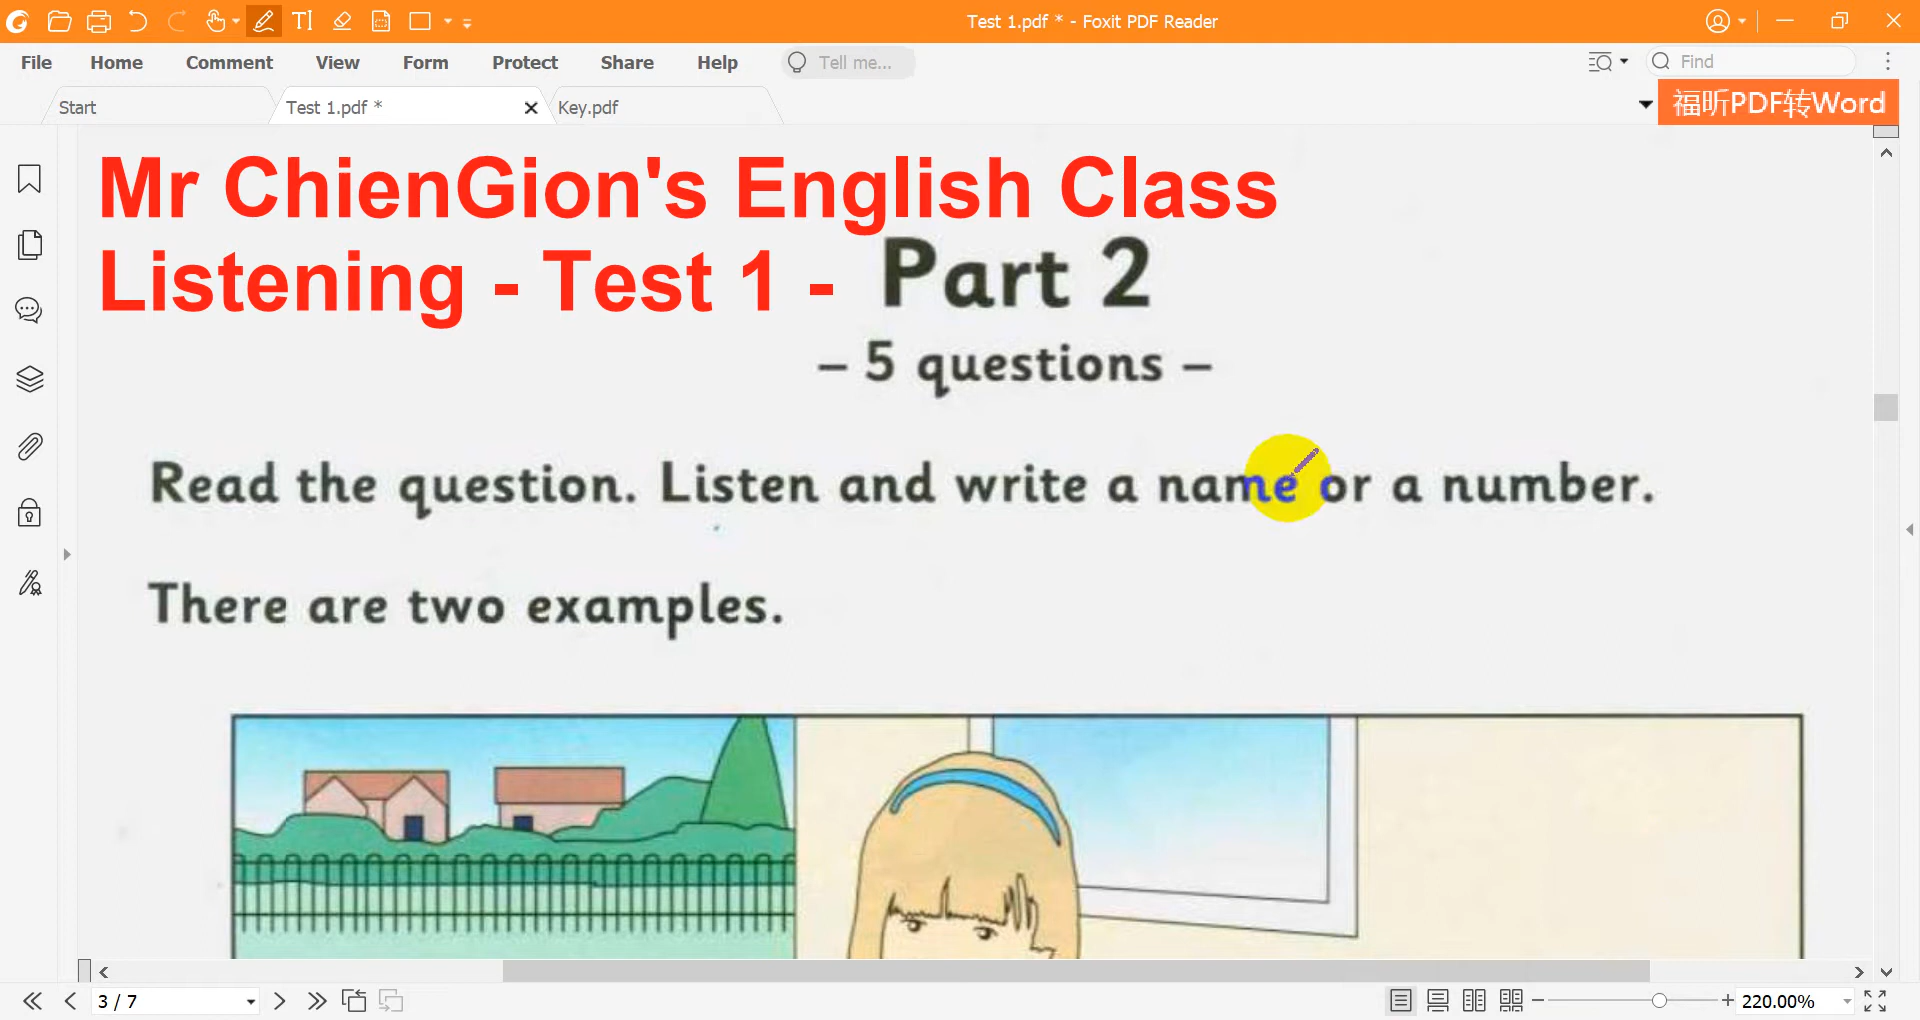 Test 1.pdf * - Foxit PDF Reader
File Home Comment View Form Protect Share Help Tell me... Find
Start Test 1.pdf * Key.pdf 福昕PDF转Word
Mr ChienGion's English Class
Listening - Test 1 - Part 2
– 5 questions –
Read the question. Listen and write a name or a number.
There are two examples.
3 / 7 220.00%